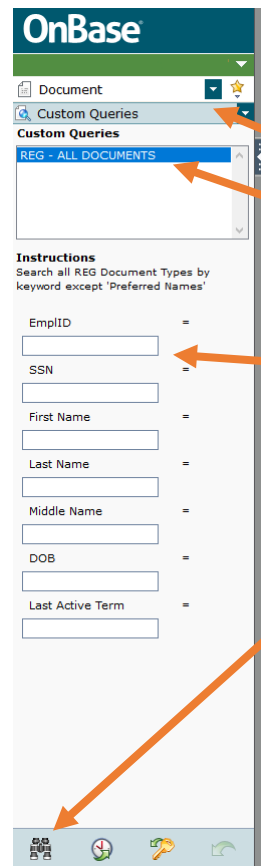 OnBase
Document
Custom Queries
Custom Queries
REG - ALL DOCUMENTS
Instructions
Search all REG Document Types by
keyword except 'Preferred Names'
EmplID =
SSN =
First Name =
Last Name =
Middle Name =
DOB =
Last Active Term =